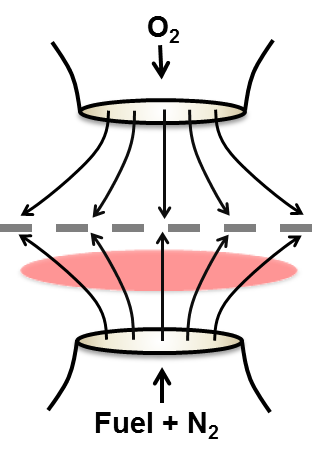 O₂
Fuel + N₂